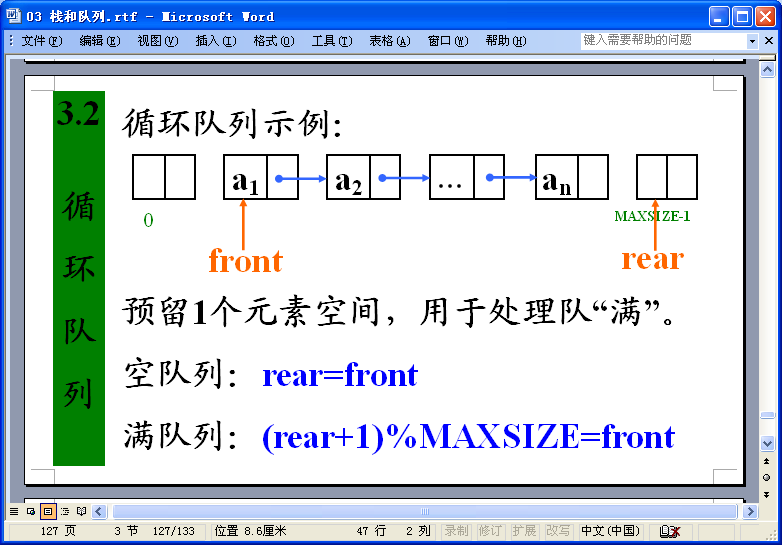 03 栈和队列.rtf - Microsoft Word
文件(F) 编辑(E) 视图(V) 插入(I) 格式(O) 工具(T) 表格(A) 窗口(W) 帮助(H) 键入需要帮助的问题
3.2
循
环
队
列
循环队列示例：
a1 a2 … an
0 MAXSIZE-1
front rear
预留1个元素空间，用于处理队“满”。
空队列：rear=front
满队列：(rear+1)%MAXSIZE=front
127 页 3 节 127/133 位置 8.6厘米 47 行 2 列 录制 修订 扩展 改写 中文(中国)